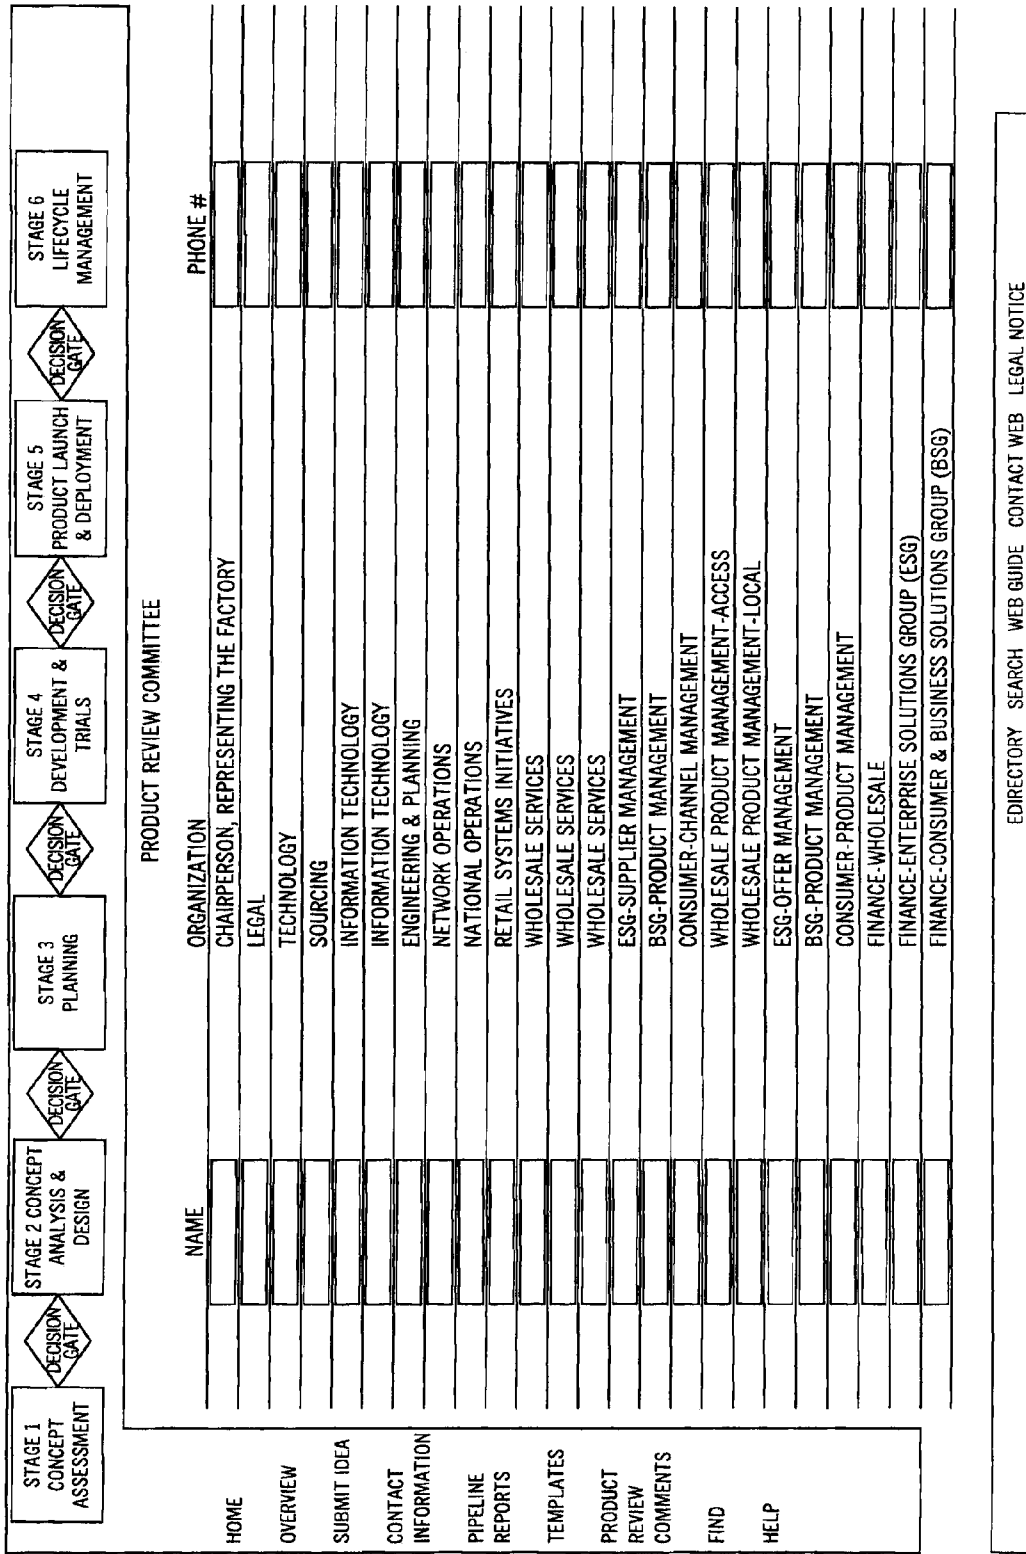 STAGE 1
CONCEPT
ASSESSMENT
DECISION
GATE
STAGE 2 CONCEPT
ANALYSIS &
DESIGN
DECISION
GATE
STAGE 3
PLANNING
DECISION
GATE
STAGE 4
DEVELOPMENT &
TRIALS
DECISION
GATE
STAGE 5
PRODUCT LAUNCH
& DEPLOYMENT
DECISION
GATE
STAGE 6
LIFECYCLE
MANAGEMENT
HOME
OVERVIEW
SUBMIT IDEA
CONTACT
INFORMATION
PIPELINE
REPORTS
TEMPLATES
PRODUCT
REVIEW
COMMENTS
FIND
HELP
PRODUCT REVIEW COMMITTEE
NAME ORGANIZATION PHONE #
CHAIRPERSON, REPRESENTING THE FACTORY
LEGAL
TECHNOLOGY
SOURCING
INFORMATION TECHNOLOGY
INFORMATION TECHNOLOGY
ENGINEERING & PLANNING
NETWORK OPERATIONS
NATIONAL OPERATIONS
RETAIL SYSTEMS INITIATIVES
WHOLESALE SERVICES
WHOLESALE SERVICES
WHOLESALE SERVICES
ESG-SUPPLIER MANAGEMENT
BSG-PRODUCT MANAGEMENT
CONSUMER-CHANNEL MANAGEMENT
WHOLESALE PRODUCT MANAGEMENT-ACCESS
WHOLESALE PRODUCT MANAGEMENT-LOCAL
ESG-OFFER MANAGEMENT
BSG-PRODUCT MANAGEMENT
CONSUMER-PRODUCT MANAGEMENT
FINANCE-WHOLESALE
FINANCE-ENTERPRISE SOLUTIONS GROUP (ESG)
FINANCE-CONSUMER & BUSINESS SOLUTIONS GROUP (BSG)
EDIRECTORY SEARCH WEB GUIDE CONTACT WEB LEGAL NOTICE